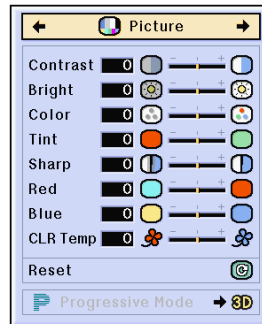 Picture
Contrast 0 - +
Bright 0 - +
Color 0 - +
Tint 0 - +
Sharp 0 - +
Red 0 - +
Blue 0 - +
CLR Temp 0 - +
Reset
P Progressive Mode 3D